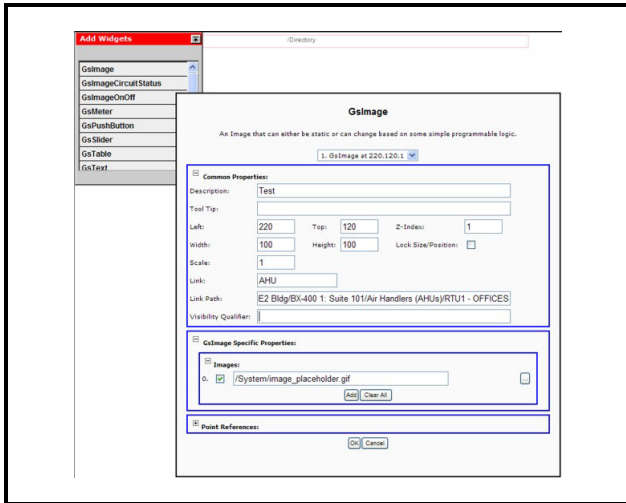 Add Widgets
/Directory
GsImage
GsImageCircuitStatus
GsImageOnOff
GsMeter
GsPushButton
GsSlider
GsTable
GsText
GsImage
An Image that can either be static or can change based on some simple programmable logic.
1. GsImage at 220.120.1
Common Properties:
Description: Test
Tool Tip:
Left: 220 Top: 120 Z-Index: 1
Width: 100 Height: 100 Lock Size/Position:
Scale: 1
Link: AHU
Link Path: E2 Bldg/BX-400 1: Suite 101/Air Handlers (AHUs)/RTU1 - OFFICES
Visibility Qualifier:
GsImage Specific Properties:
Images:
0. /System/image_placeholder.gif ...
Add Clear All
Point References:
OK Cancel